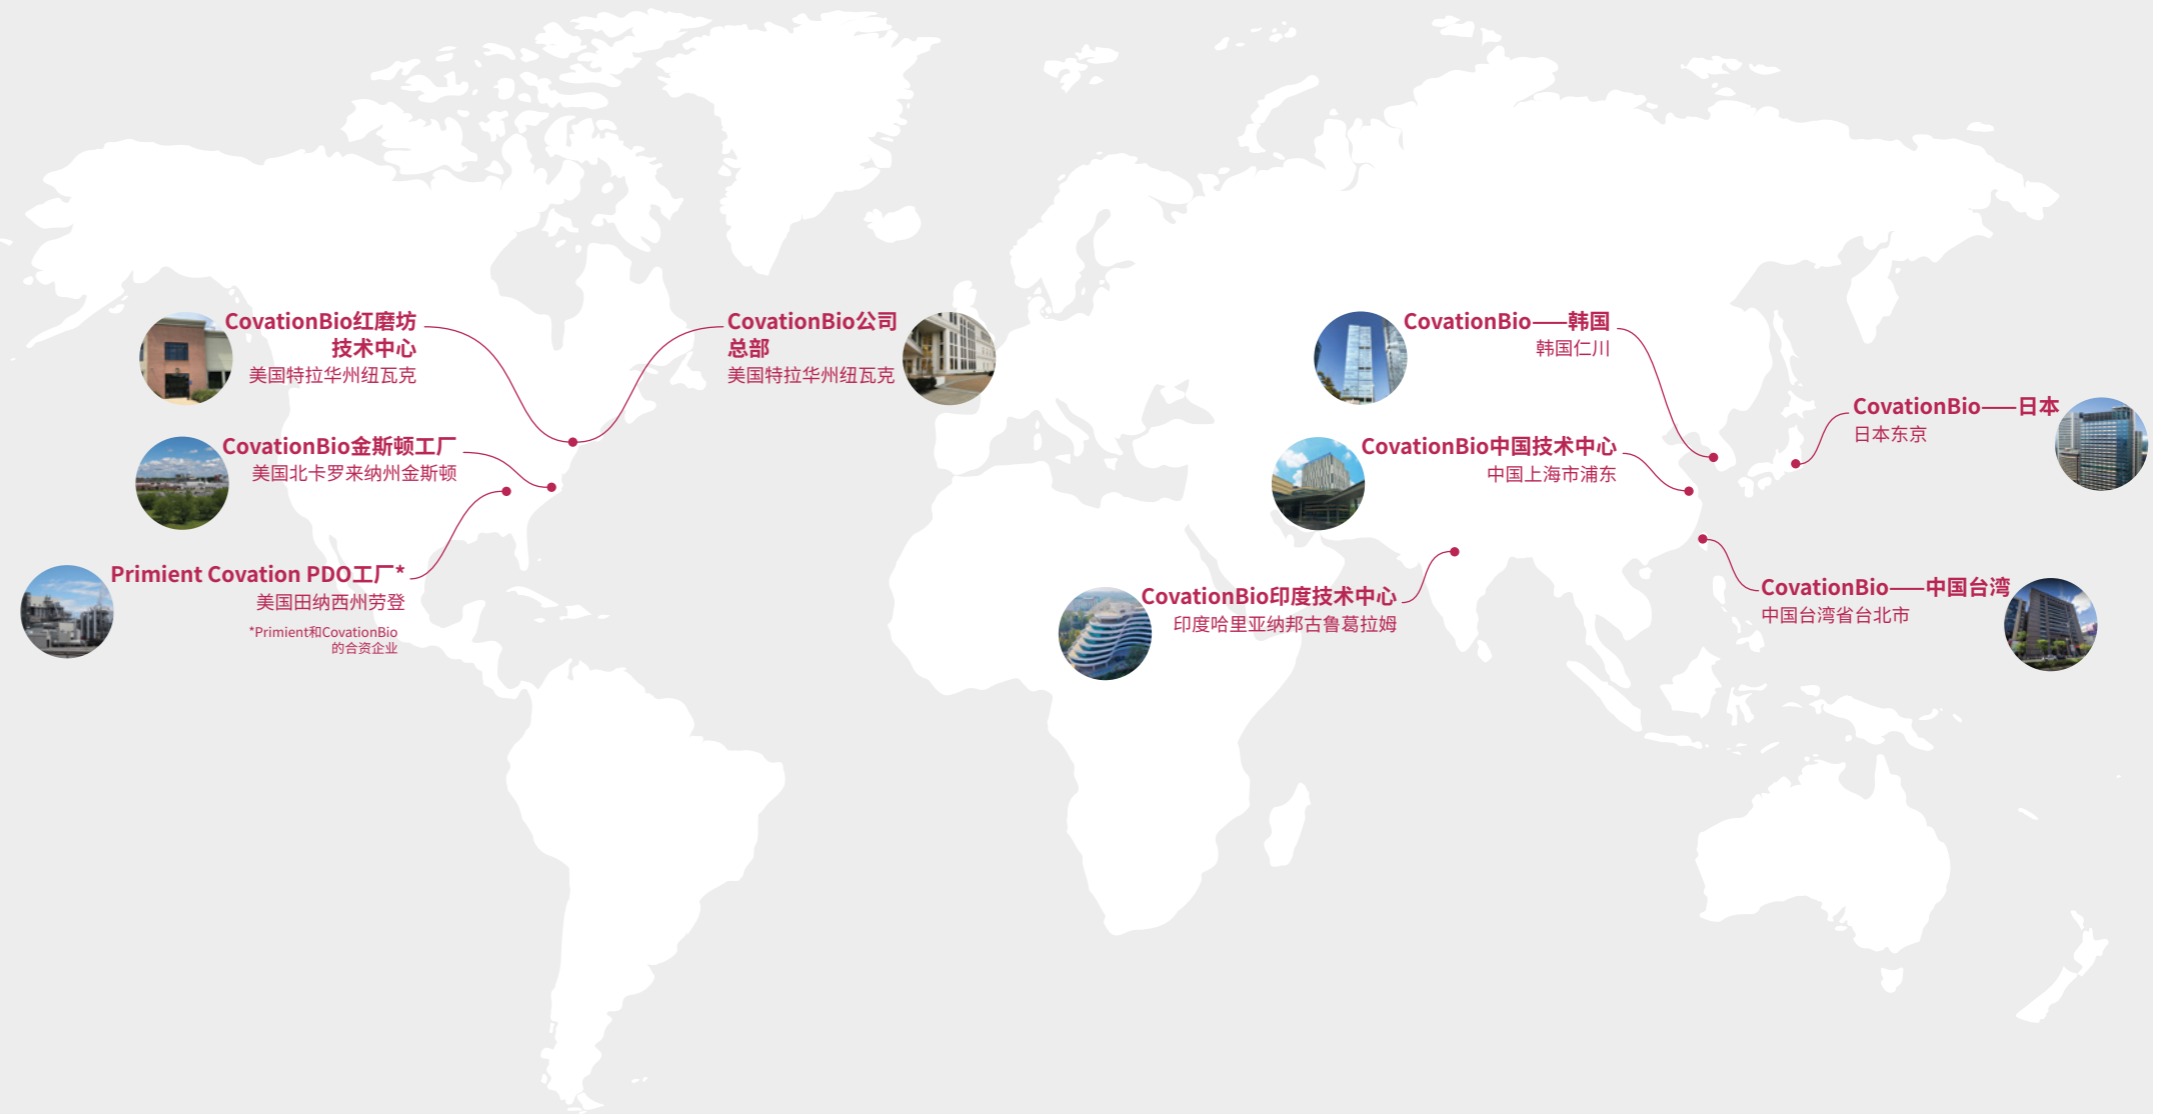 CovationBio红磨坊
技术中心
美国特拉华州纽瓦克
CovationBio公司
总部
美国特拉华州纽瓦克
CovationBio金斯顿工厂
美国北卡罗来纳州金斯顿
Primient Covation PDO工厂*
美国田纳西州劳登
*Primient和CovationBio
的合资企业
CovationBio——韩国
韩国仁川
CovationBio——日本
日本东京
CovationBio中国技术中心
中国上海市浦东
CovationBio印度技术中心
印度哈里亚纳邦古鲁葛拉姆
CovationBio——中国台湾
中国台湾省台北市